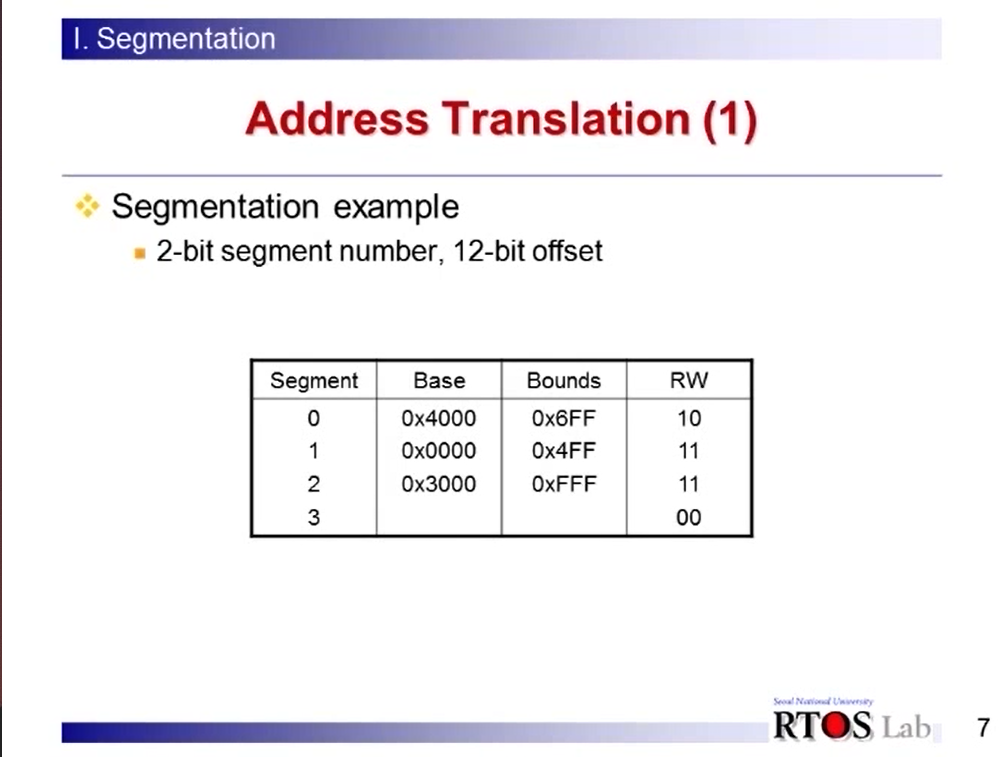 I. Segmentation
Address Translation (1)
Segmentation example
2-bit segment number, 12-bit offset
Segment Base Bounds RW
0 0x4000 0x6FF 10
1 0x0000 0x4FF 11
2 0x3000 0xFFF 11
3 00
Seoul National University
RTOS Lab
7